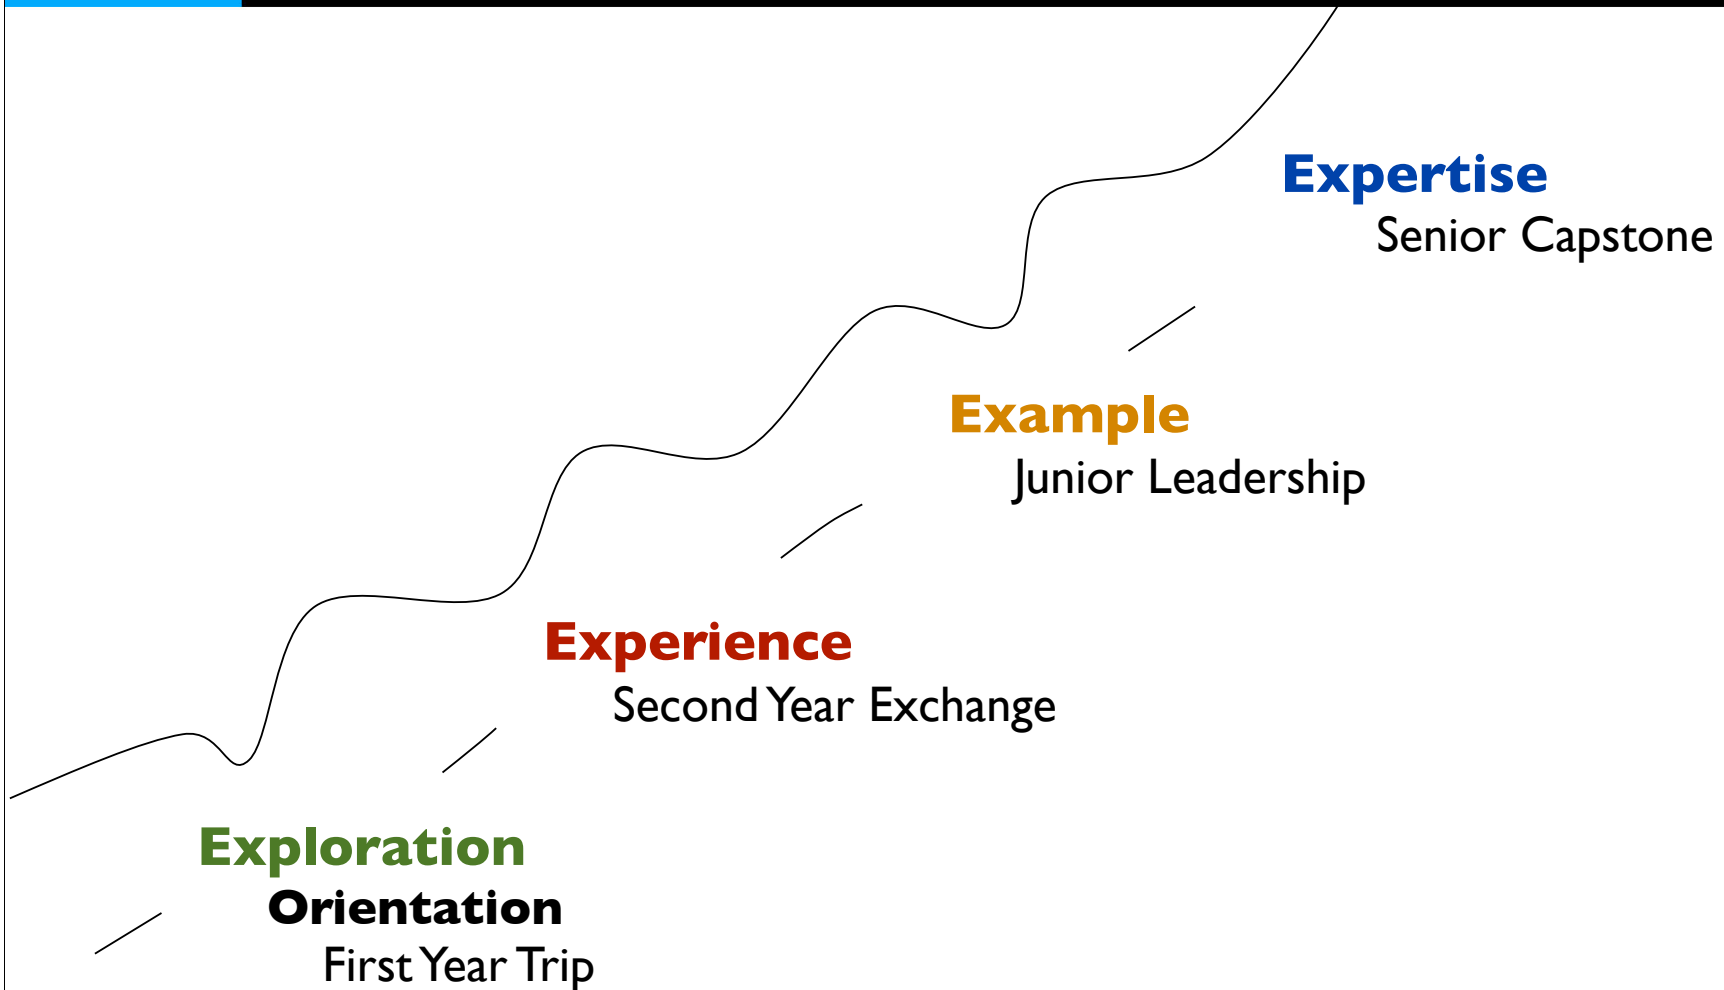 Expertise
Senior Capstone
Example
Junior Leadership
Experience
Second Year Exchange
Exploration
Orientation
First Year Trip